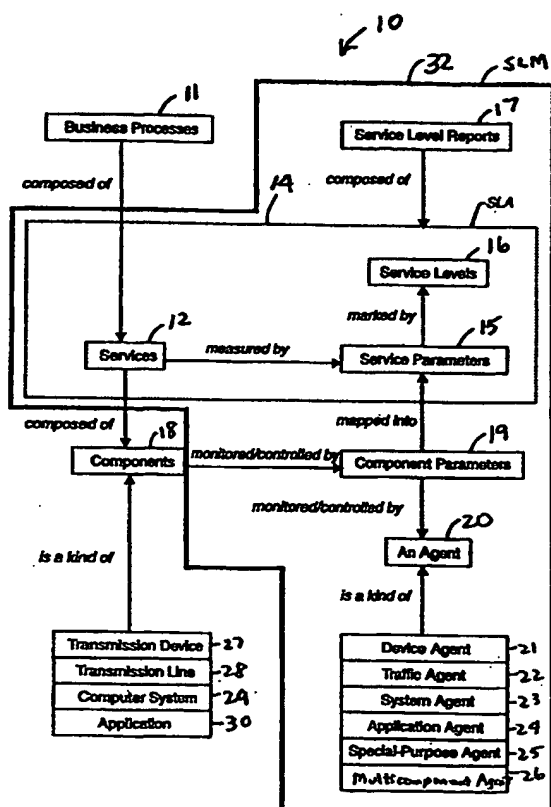 10
32 SLM
11
Business Processes
17
Service Level Reports
composed of
composed of
14
SLA
16
Service Levels
marked by
12
Services
measured by
15
Service Parameters
composed of
mapped into
18
Components
monitored/controlled by
19
Component Parameters
monitored/controlled by
20
An Agent
is a kind of
is a kind of
Transmission Device 27
Transmission Line 28
Computer System 29
Application 30
Device Agent 21
Traffic Agent 22
System Agent 23
Application Agent 24
Special-Purpose Agent 25
Multicomponent Agent 26